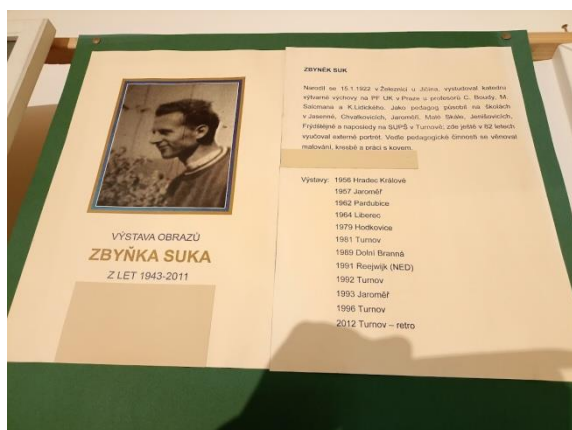 VÝSTAVA OBRAZŮ
ZBYŇKA SUKA
Z LET 1943-2011
ZBYNĚK SUK
Narodil se 15.1.1922 v Železnici u Jičína, vystudoval katedru
výtvarné výchovy na PF UK v Praze u profesorů C. Boudy, M.
Salcmana a K.Lidického. Jako pedagog působil na školách
v Jasenné, Chvalkovicích, Jaroměři, Malé Skále, Jenišovicích,
Frýdštejně a naposledy na SUPŠ v Turnově; zde ještě v 82 letech
vyučoval externě portrét. Vedle pedagogické činnosti se věnoval
malování, kresbě a práci s kovem.
Výstavy: 1956 Hradec Králové
1957 Jaroměř
1962 Pardubice
1964 Liberec
1979 Hodkovice
1981 Turnov
1989 Dolní Branná
1991 Reejwijk (NED)
1992 Turnov
1993 Jaroměř
1996 Turnov
2012 Turnov – retro